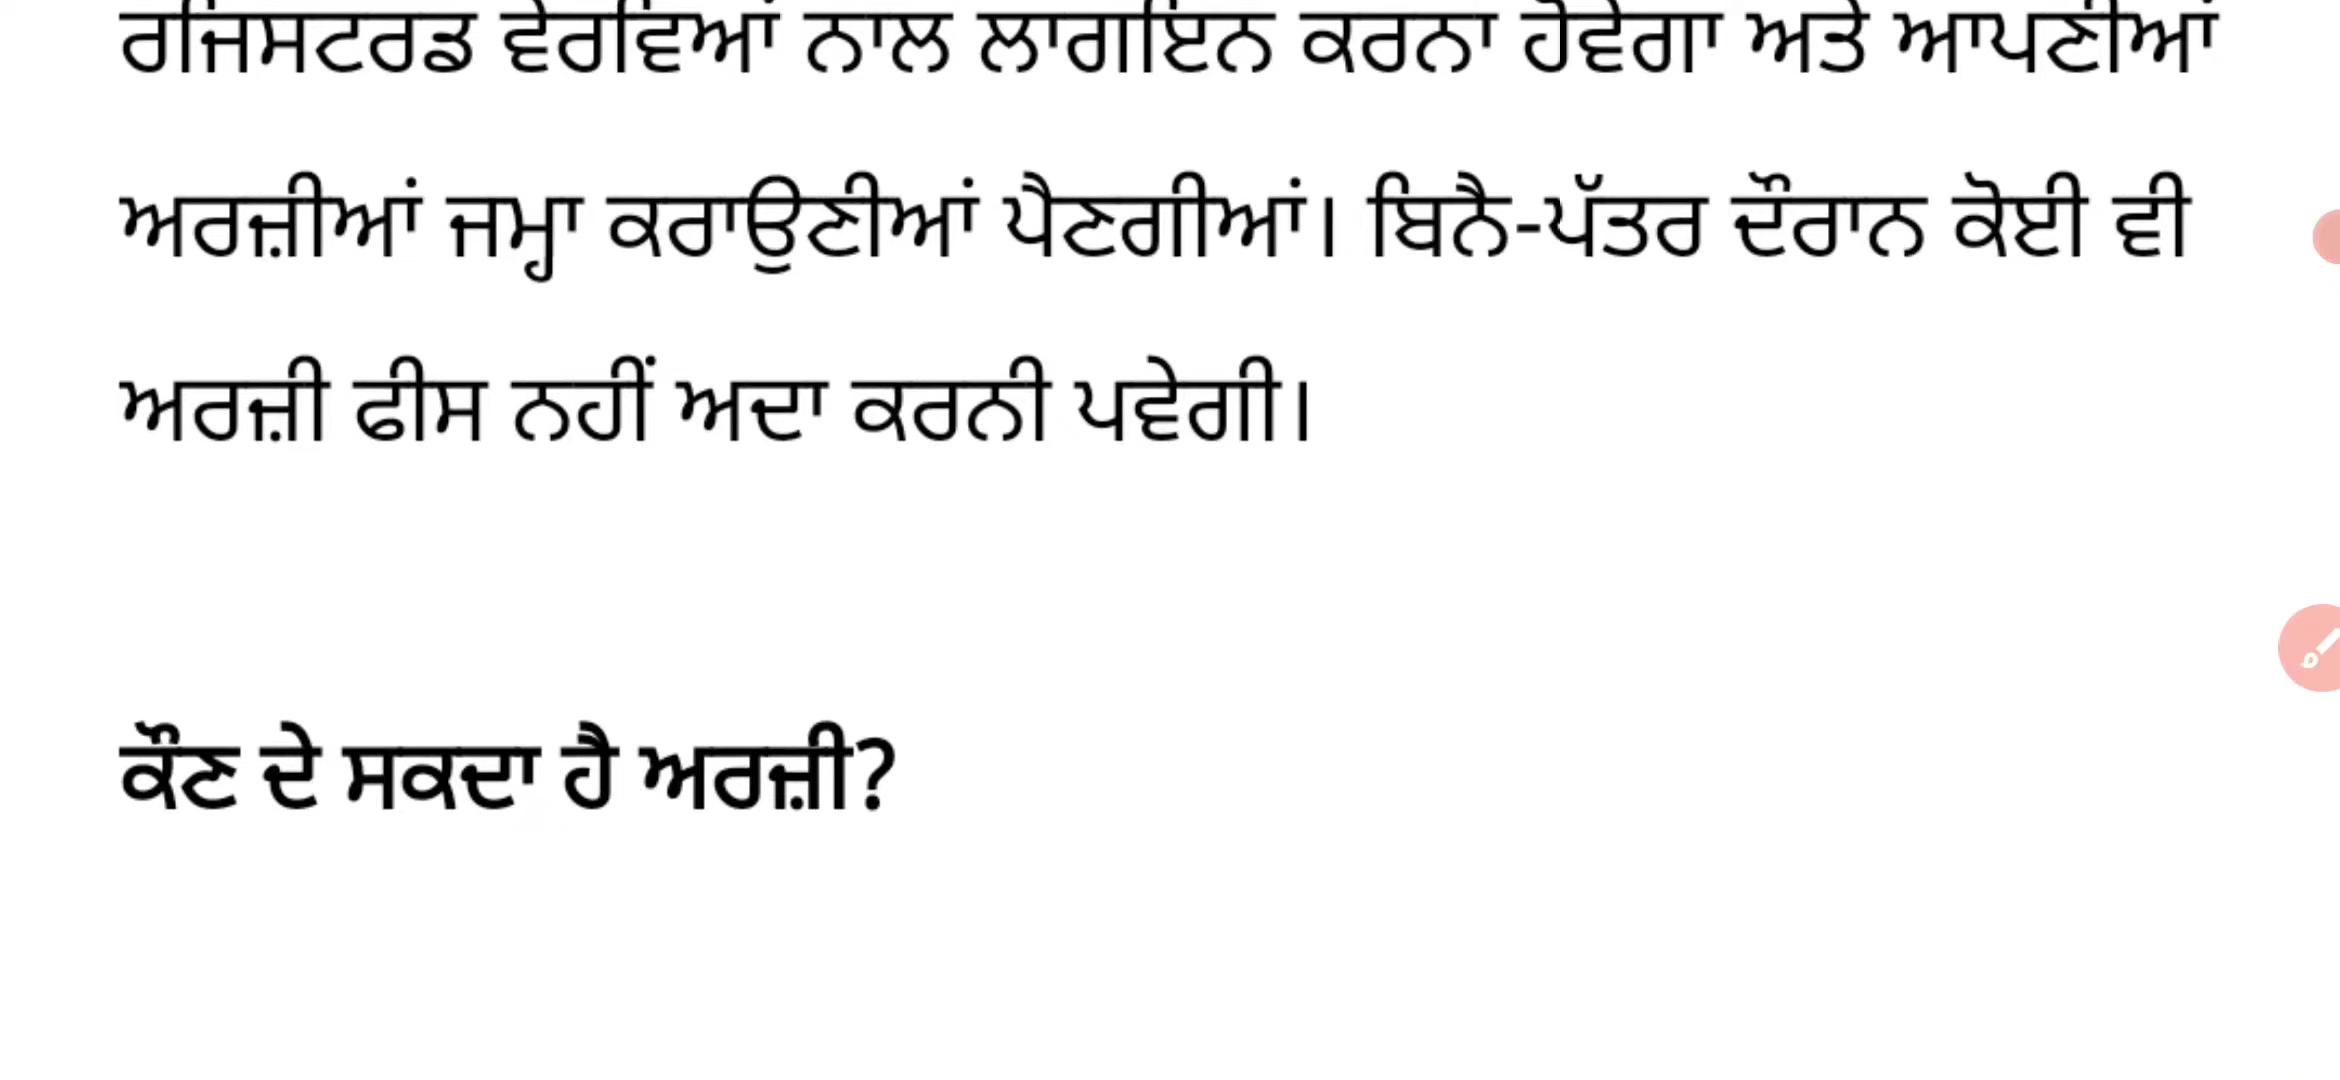 ਰਜਿਸਟਰਡ ਵੇਰਵਿਆਂ ਨਾਲ ਲਾਗਇਨ ਕਰਨਾ ਹੋਵੇਗਾ ਅਤੇ ਆਪਣੀਆਂ
ਅਰਜ਼ੀਆਂ ਜਮ੍ਹਾ ਕਰਾਉਣੀਆਂ ਪੈਣਗੀਆਂ। ਬਿਨੈ-ਪੱਤਰ ਦੌਰਾਨ ਕੋਈ ਵੀ
ਅਰਜ਼ੀ ਫੀਸ ਨਹੀਂ ਅਦਾ ਕਰਨੀ ਪਵੇਗੀ।
ਕੌਣ ਦੇ ਸਕਦਾ ਹੈ ਅਰਜ਼ੀ?